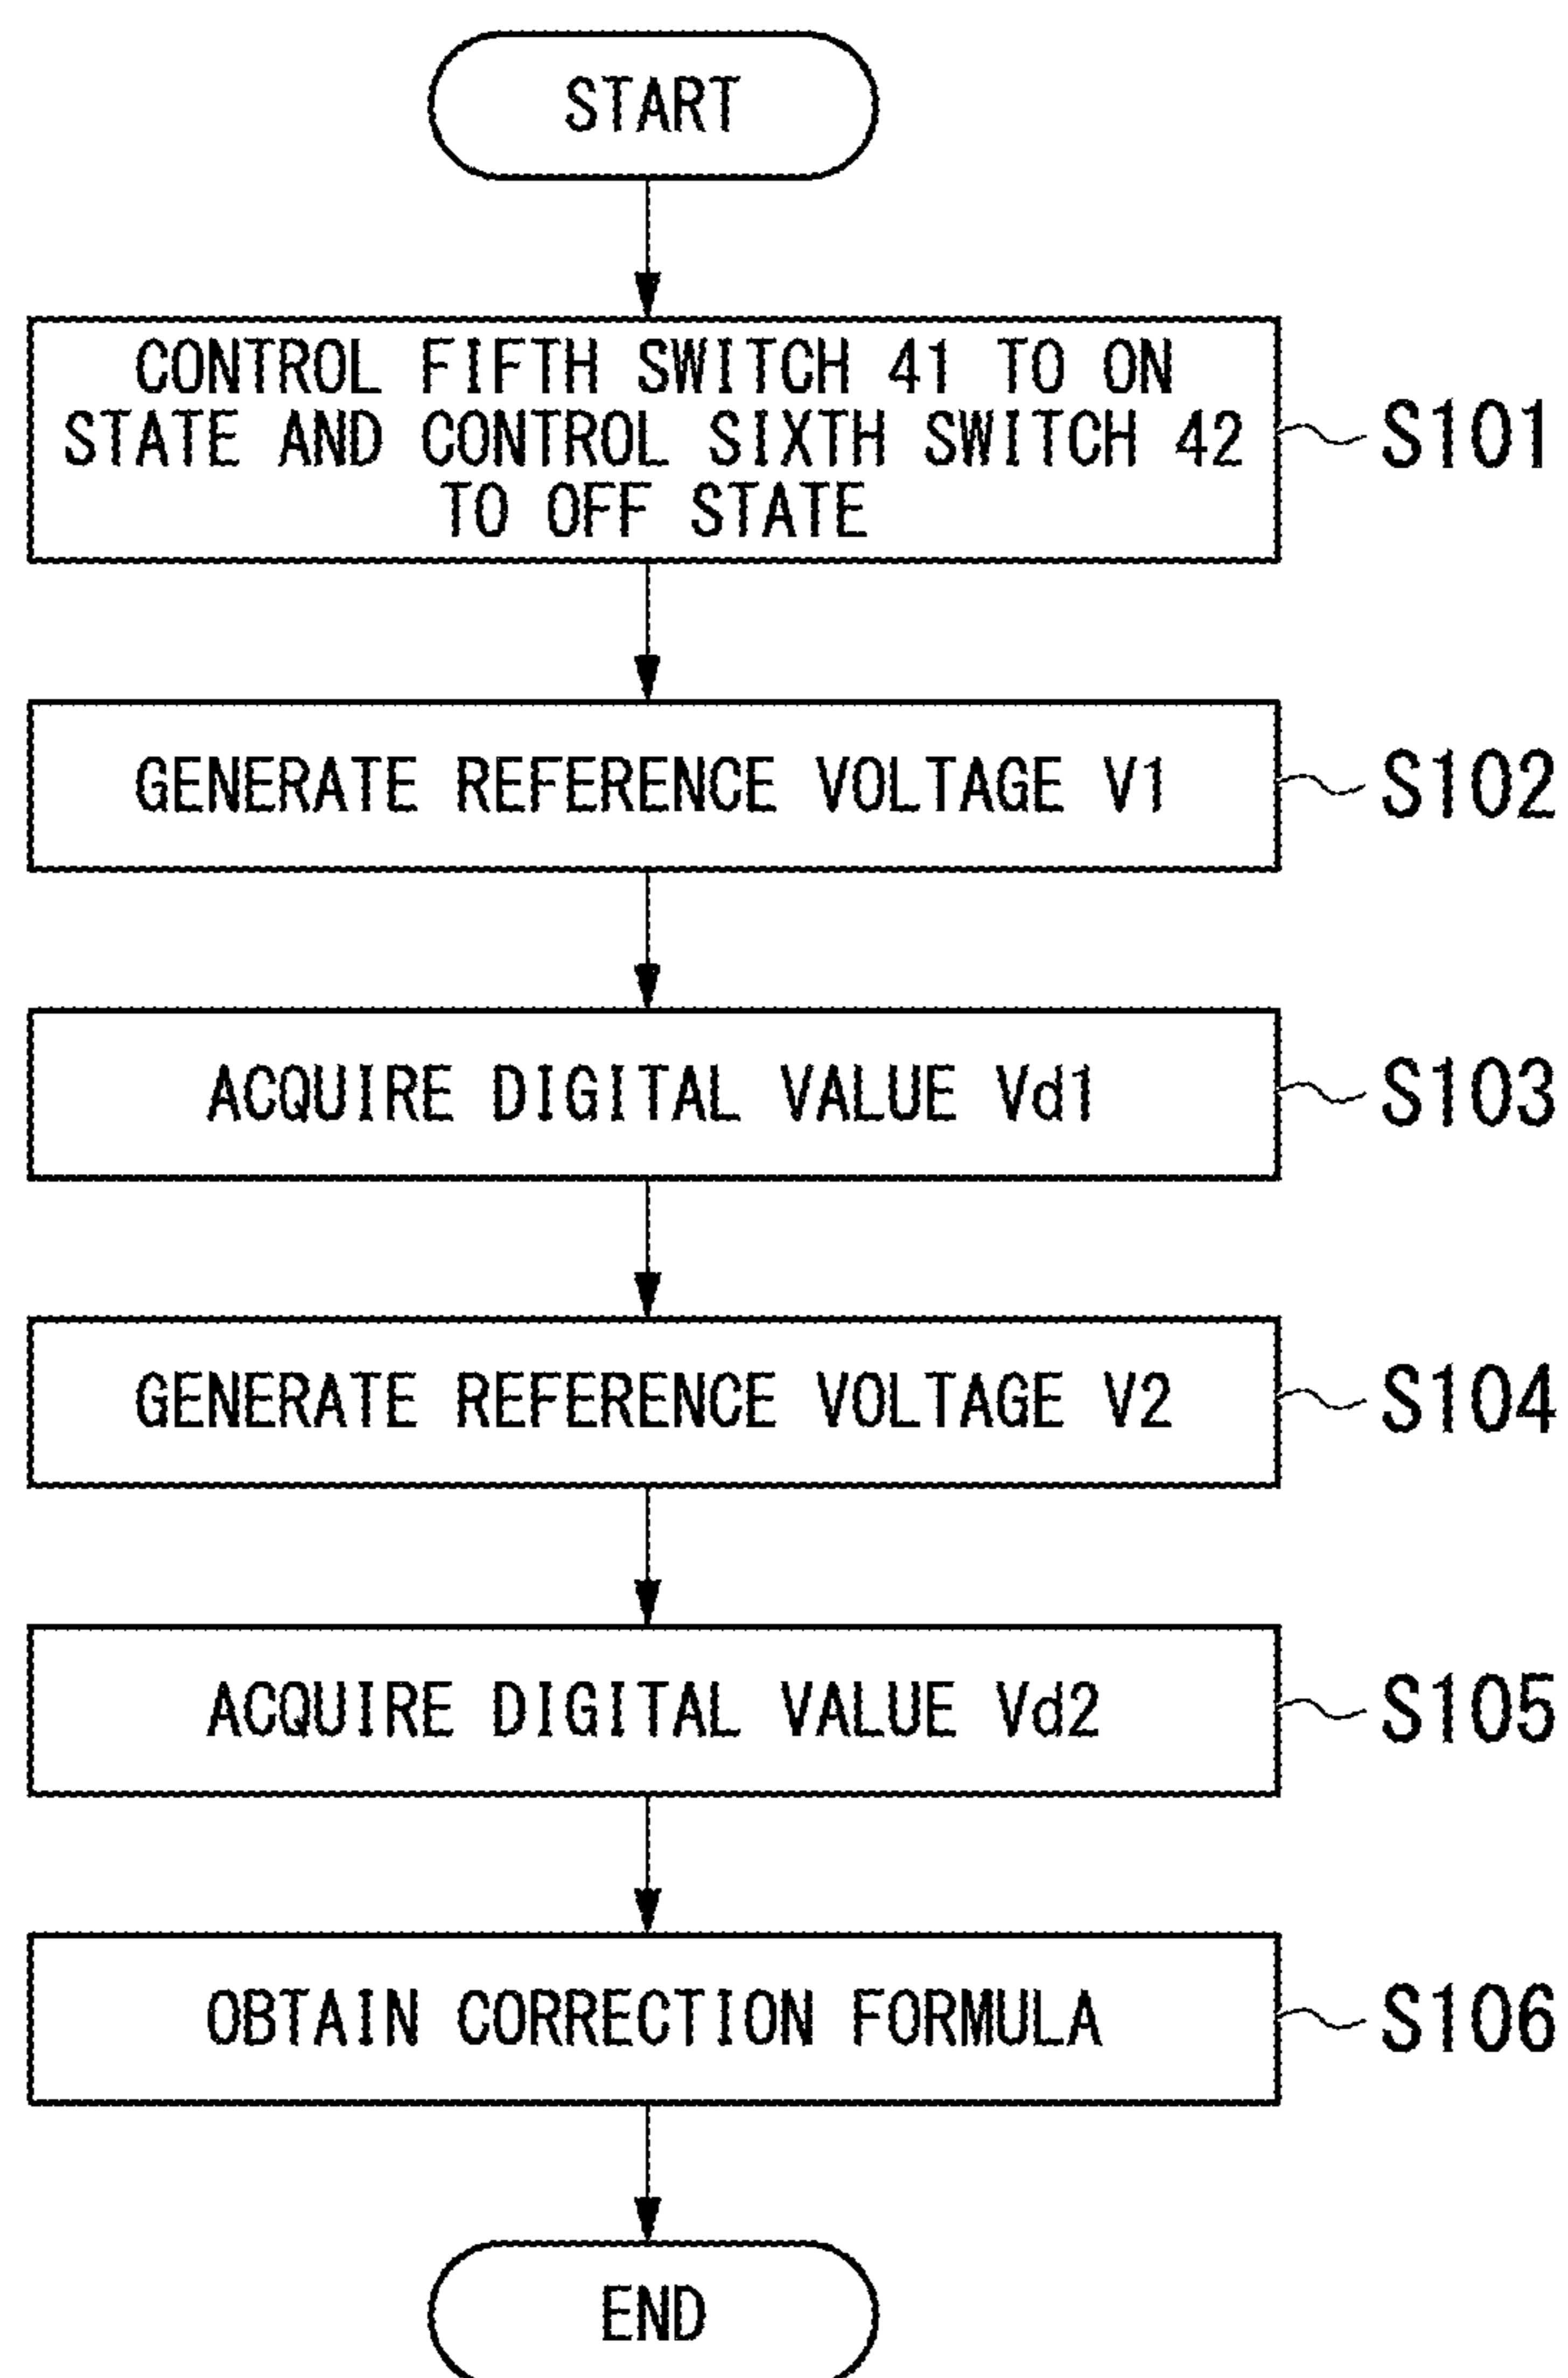 START
CONTROL FIFTH SWITCH 41 TO ON
STATE AND CONTROL SIXTH SWITCH 42
TO OFF STATE
S101
GENERATE REFERENCE VOLTAGE V1
S102
ACQUIRE DIGITAL VALUE Vd1
S103
GENERATE REFERENCE VOLTAGE V2
S104
ACQUIRE DIGITAL VALUE Vd2
S105
OBTAIN CORRECTION FORMULA
S106
END